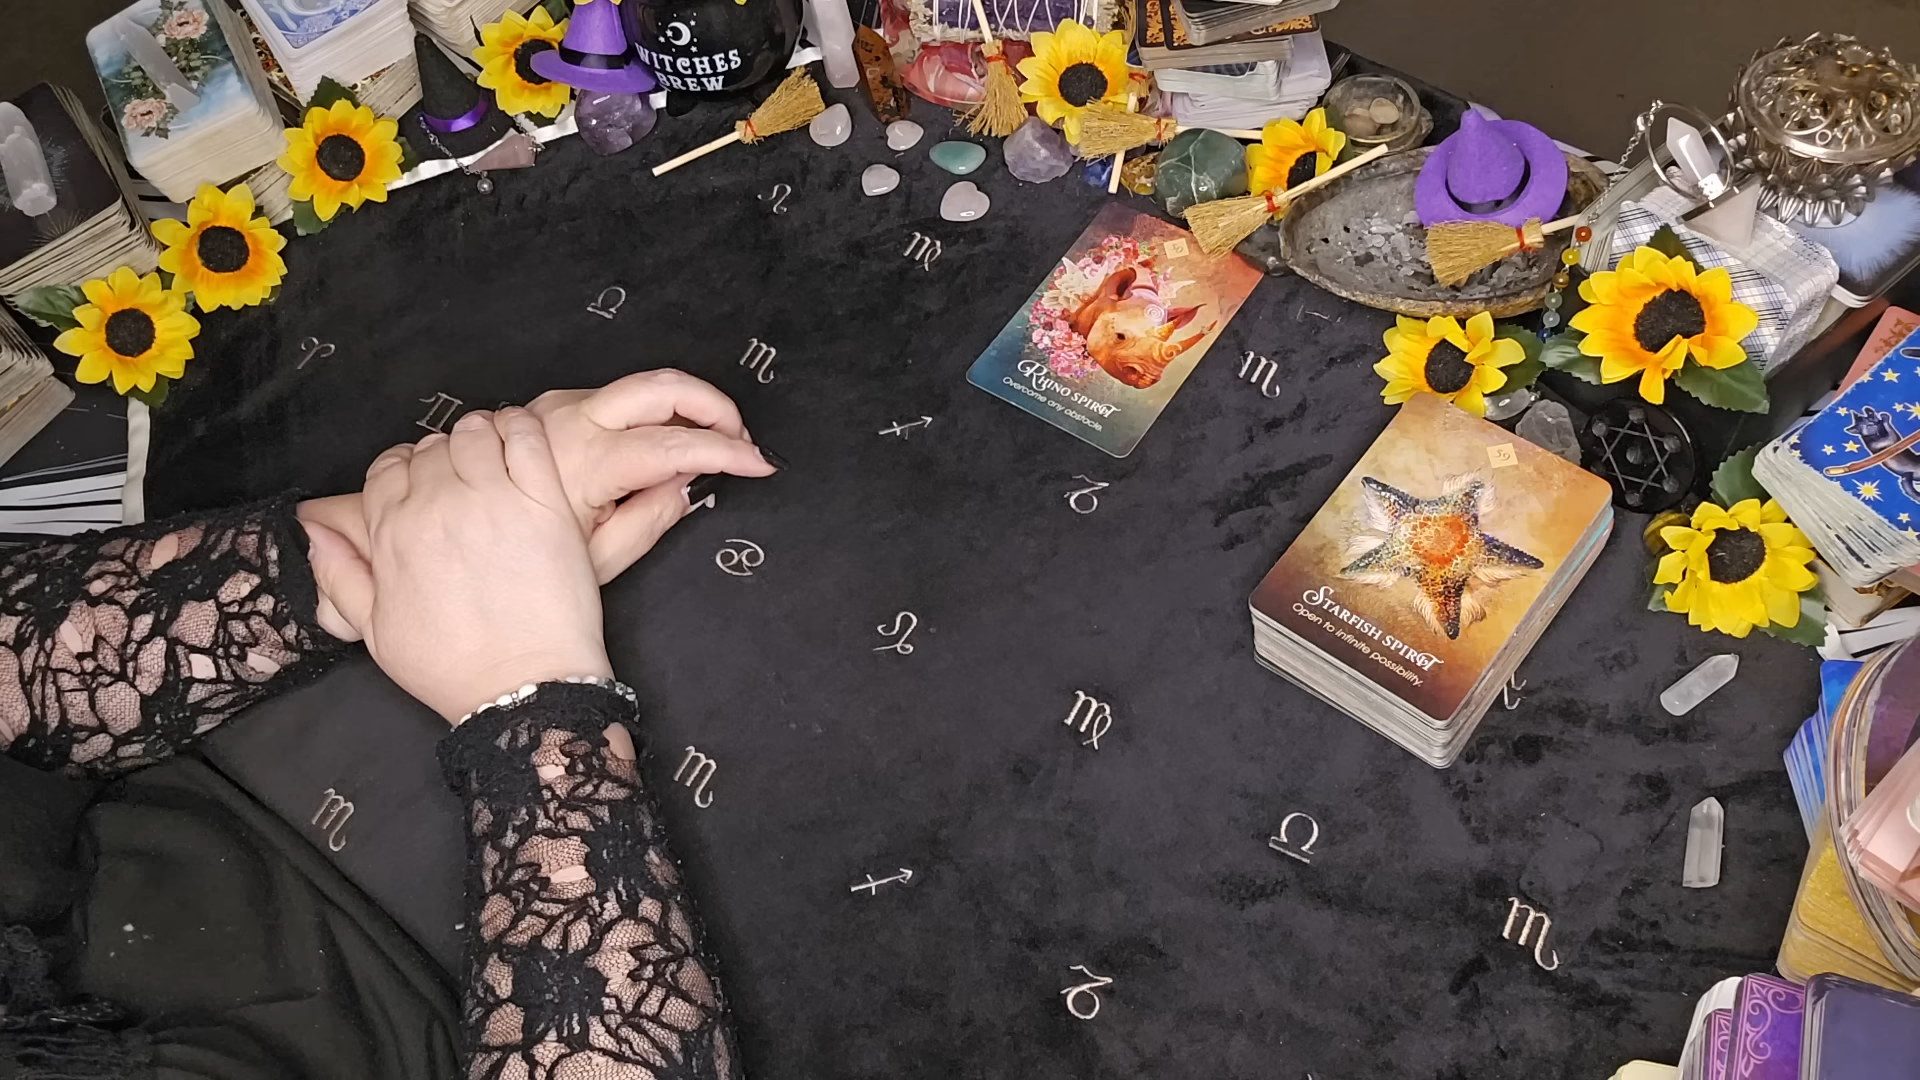 WITCHES
BREW
RHINO SPIRIT
Overcome any obstacle.
STARFISH SPIRIT
Open to infinite possibility.